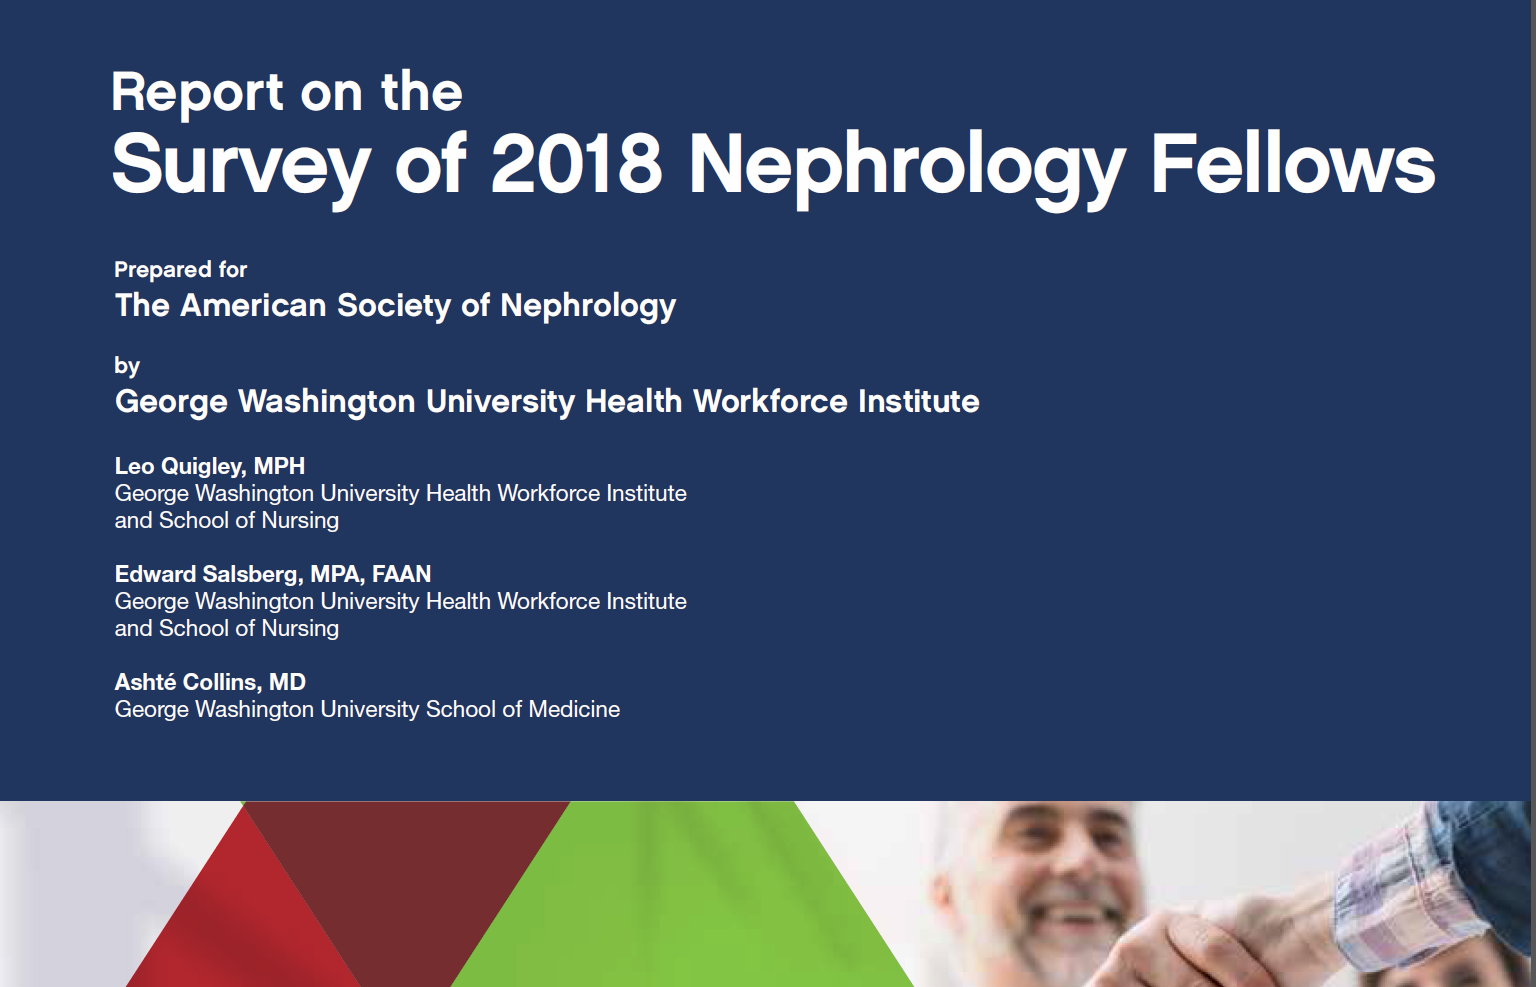 Report on the
Survey of 2018 Nephrology Fellows
Prepared for
The American Society of Nephrology
by
George Washington University Health Workforce Institute
Leo Quigley, MPH
George Washington University Health Workforce Institute
and School of Nursing
Edward Salsberg, MPA, FAAN
George Washington University Health Workforce Institute
and School of Nursing
Ashté Collins, MD
George Washington University School of Medicine